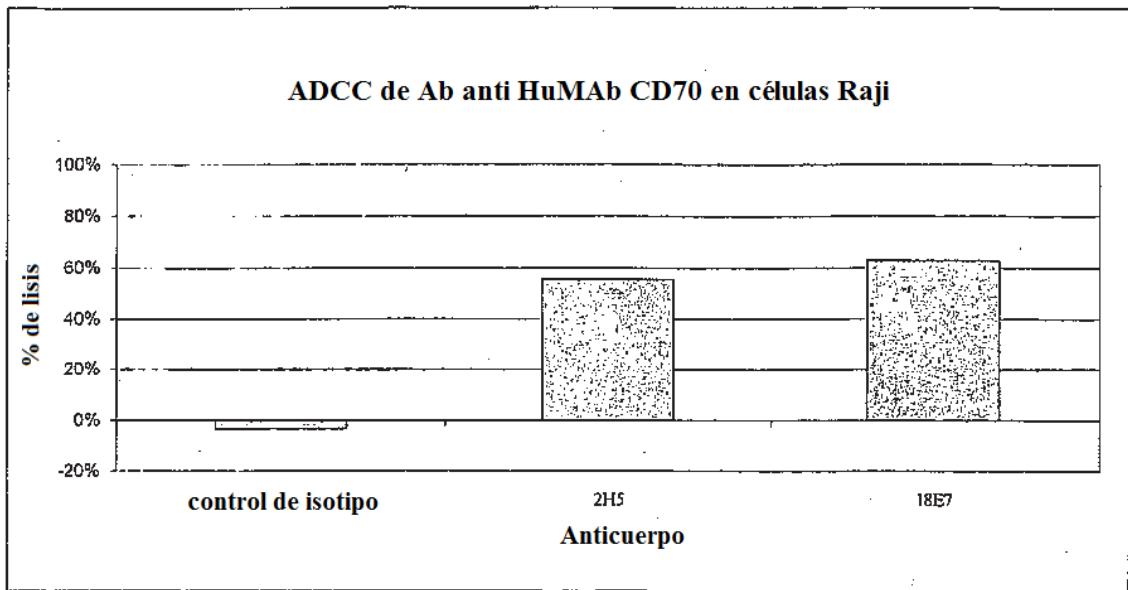 ADCC de Ab anti HuMAb CD70 en células Raji
100%
80%
60%
40%
20%
0%
-20%
% de lisis
control de isotipo
2H5
18E7
Anticuerpo